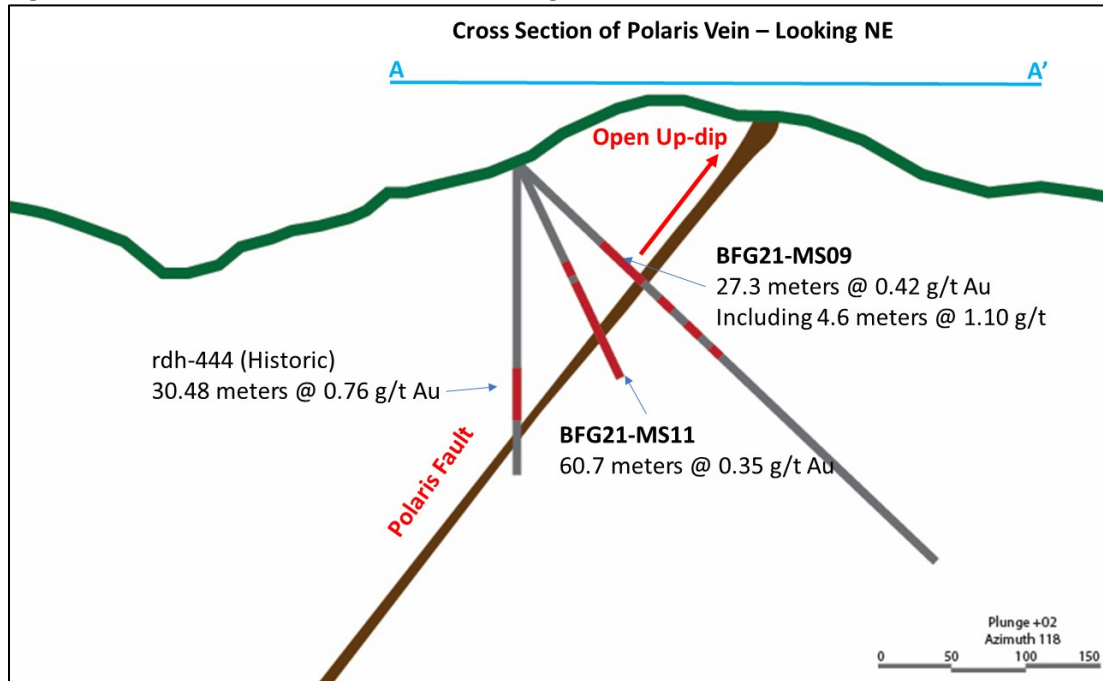 Cross Section of Polaris Vein – Looking NE
A
A'
Open Up-dip
BFG21-MS09
27.3 meters @ 0.42 g/t Au
Including 4.6 meters @ 1.10 g/t
rdh-444 (Historic)
30.48 meters @ 0.76 g/t Au
BFG21-MS11
60.7 meters @ 0.35 g/t Au
Polaris Fault
Plunge +02
Azimuth 118
0 50 100 150